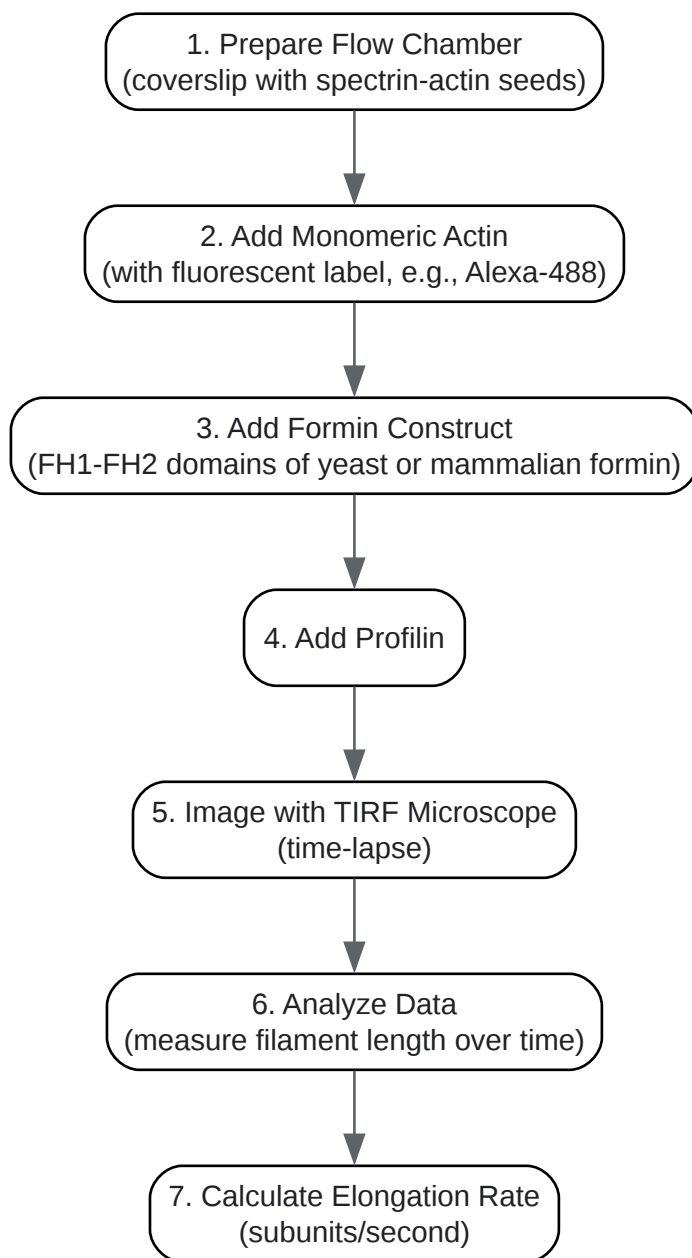 1. Prepare Flow Chamber
(coverslip with spectrin-actin seeds)
2. Add Monomeric Actin
(with fluorescent label, e.g., Alexa-488)
3. Add Formin Construct
(FH1-FH2 domains of yeast or mammalian formin)
4. Add Profilin
5. Image with TIRF Microscope
(time-lapse)
6. Analyze Data
(measure filament length over time)
7. Calculate Elongation Rate
(subunits/second)